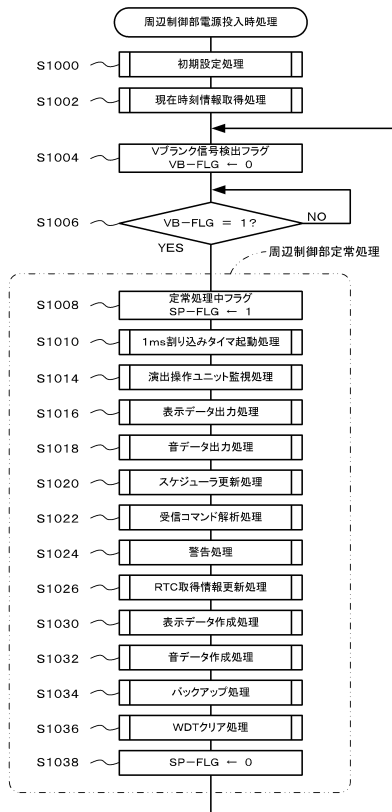 周辺制御部電源投入時処理
S1000 初期設定処理
S1002 現在時刻情報取得処理
S1004 Vブランク信号検出フラグ
VB-FLG ← 0
S1006 VB-FLG = 1?
NO
YES
周辺制御部定常処理
S1008 定常処理中フラグ
SP-FLG ← 1
S1010 1ms割り込みタイマ起動処理
S1014 演出操作ユニット監視処理
S1016 表示データ出力処理
S1018 音データ出力処理
S1020 スケジューラ更新処理
S1022 受信コマンド解析処理
S1024 警告処理
S1026 RTC取得情報更新処理
S1030 表示データ作成処理
S1032 音データ作成処理
S1034 バックアップ処理
S1036 WDTクリア処理
S1038 SP-FLG ← 0